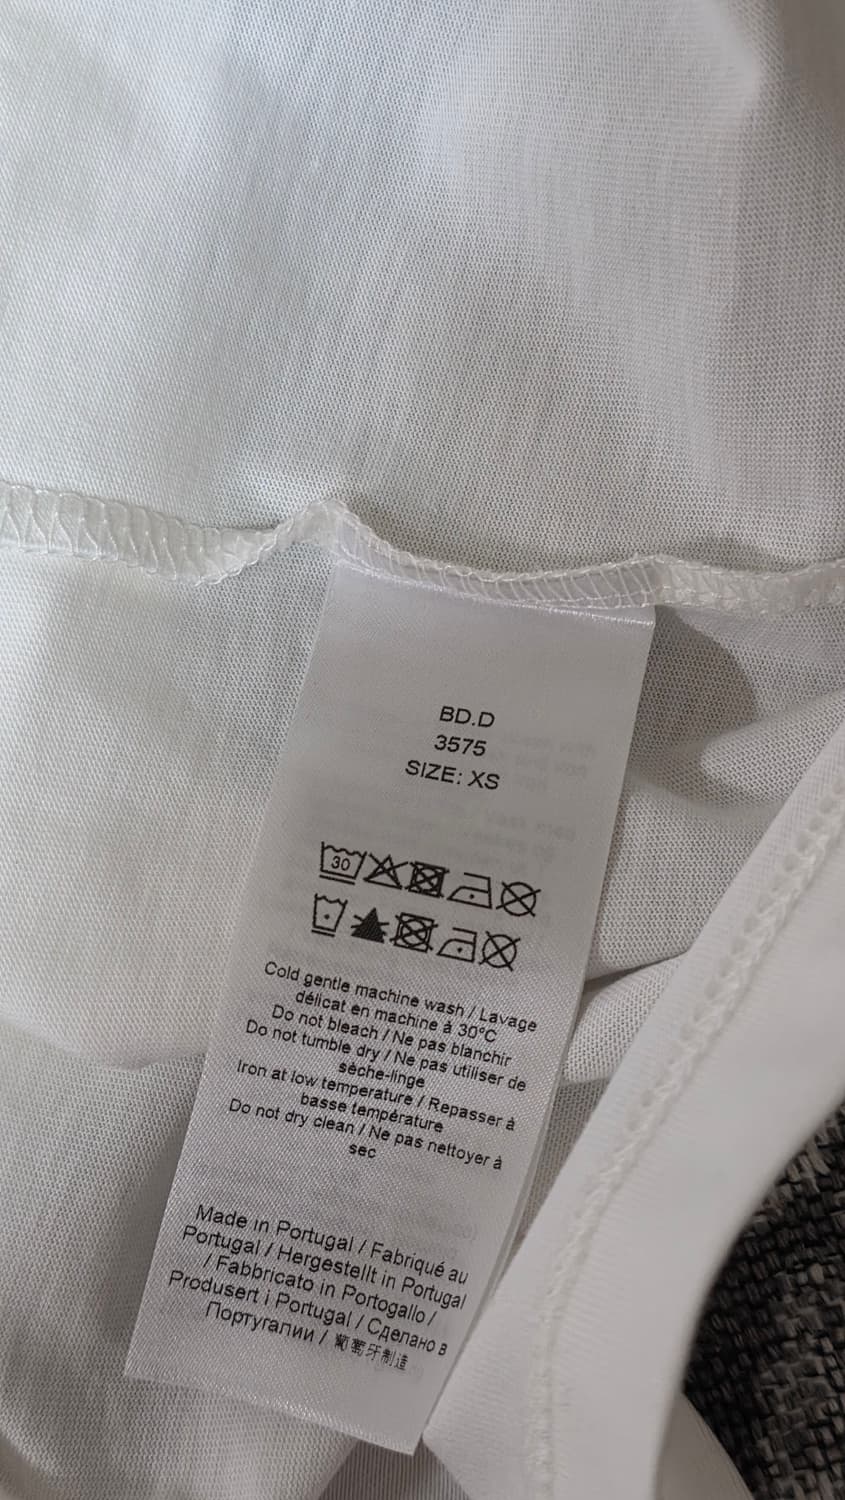 BD.D
3575
SIZE: XS
30
Cold gentle machine wash / Lavage
délicat en machine à 30°C
Do not bleach / Ne pas blanchir
Do not tumble dry / Ne pas utiliser de
sèche-linge
Iron at low temperature / Repasser à
basse température
Do not dry clean / Ne pas nettoyer à
sec
Made in Portugal / Fabriqué au
Portugal / Hergestellt in Portugal
/ Fabbricato in Portogallo /
Produsert i Portugal / Сделано в
Португалии / 葡萄牙制造